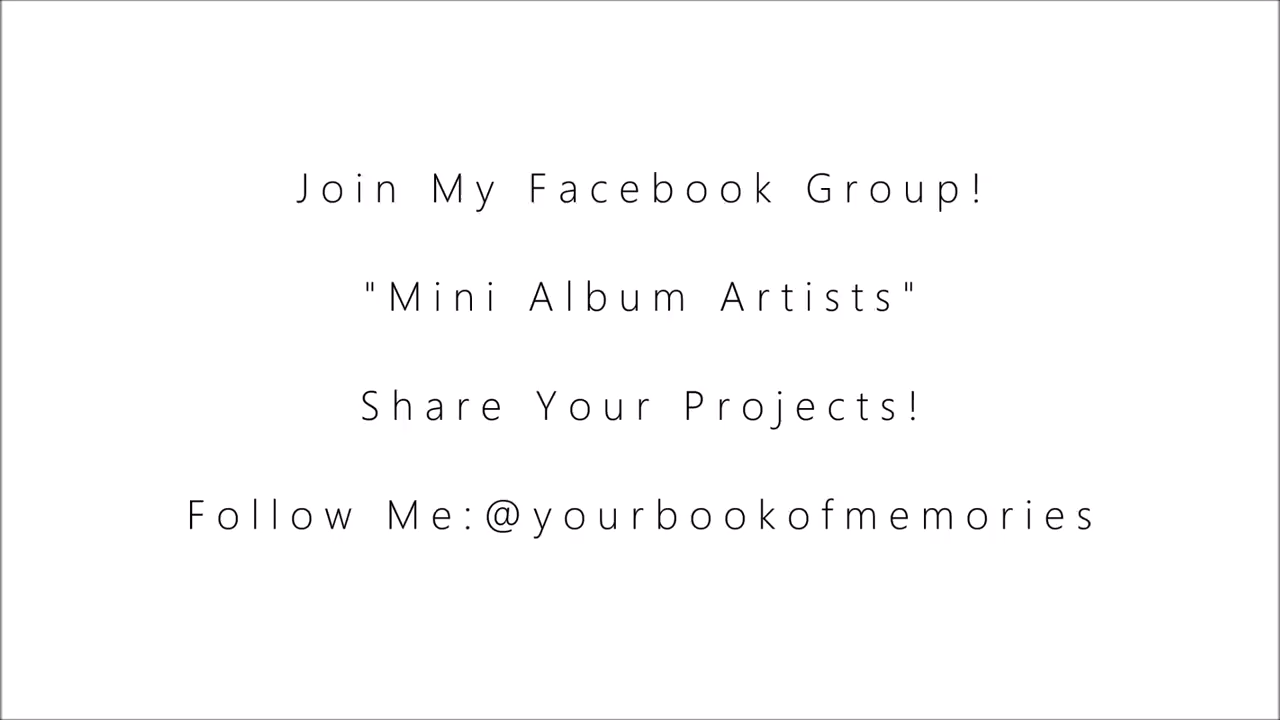 Join My Facebook Group!
"Mini Album Artists"
Share Your Projects!
Follow Me:@yourbookofmemories